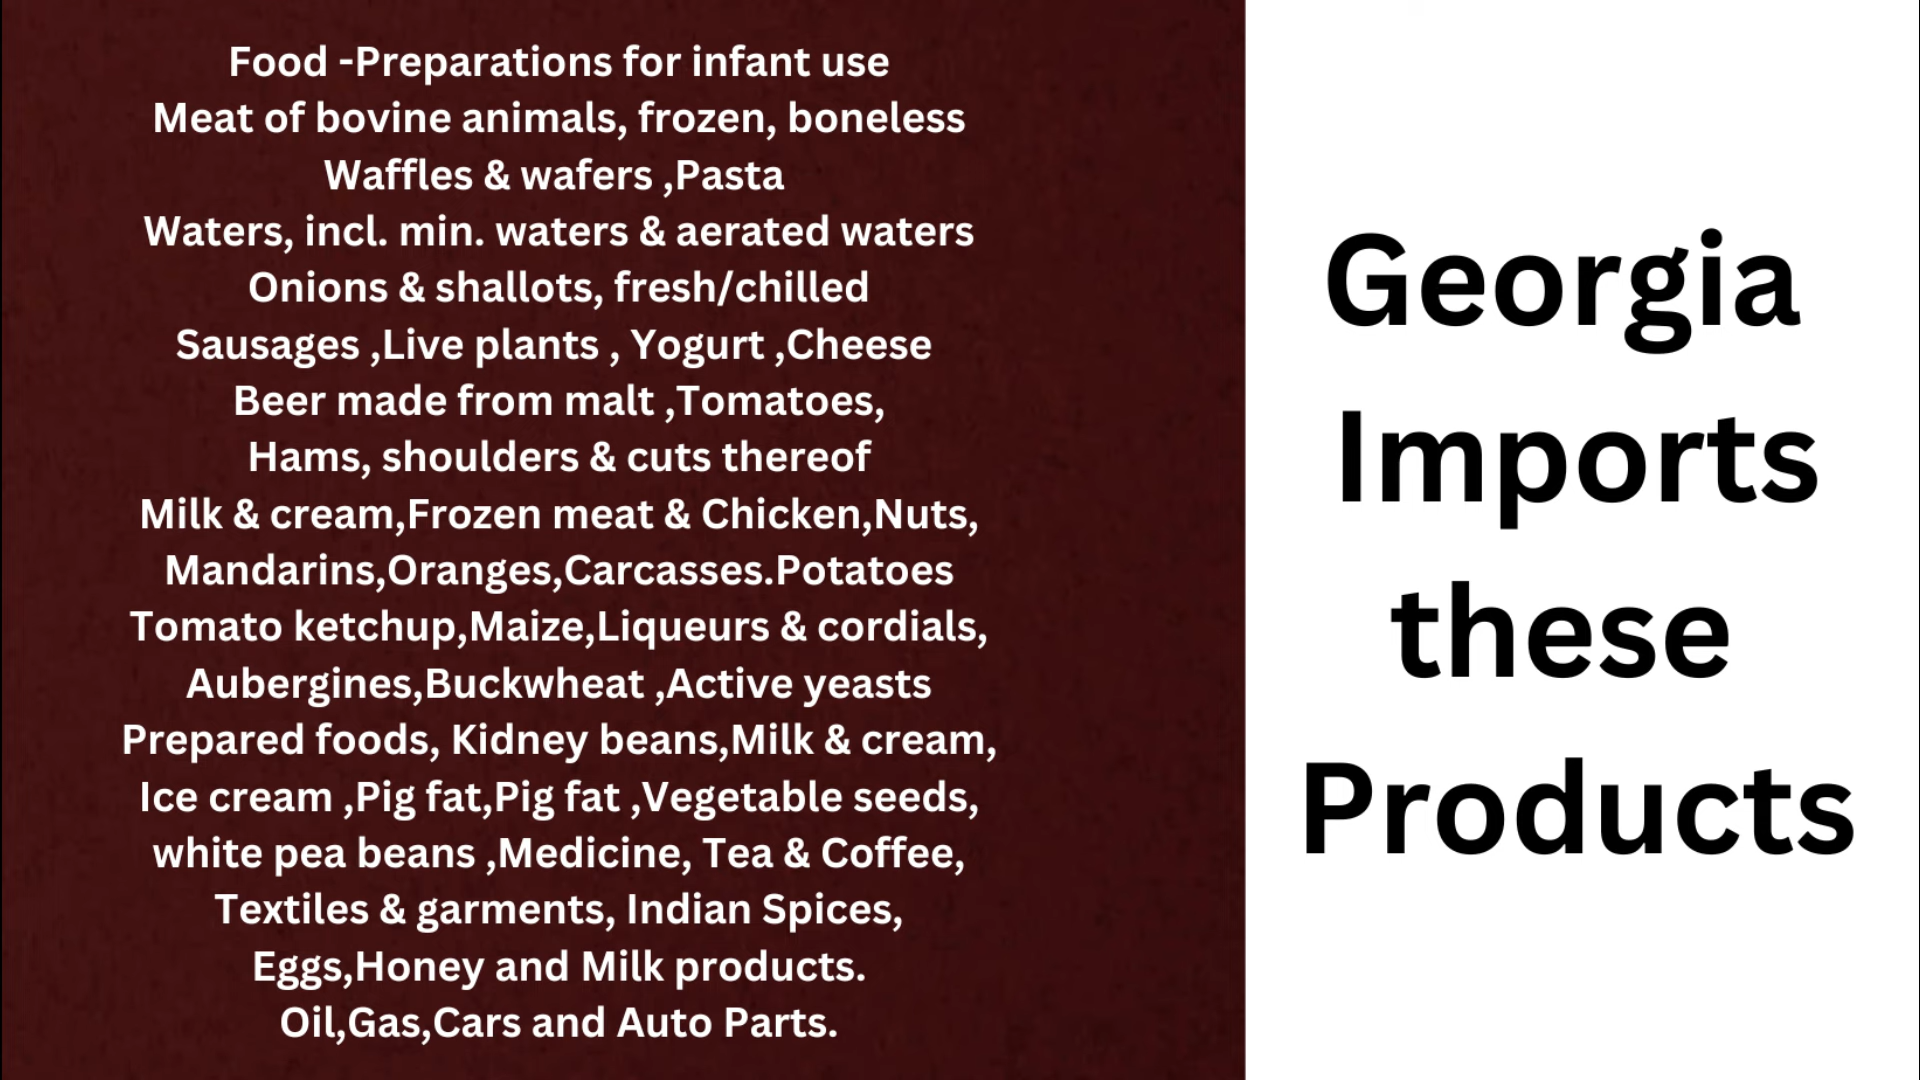 Food -Preparations for infant use
Meat of bovine animals, frozen, boneless
Waffles & wafers ,Pasta
Waters, incl. min. waters & aerated waters
Onions & shallots, fresh/chilled
Sausages ,Live plants , Yogurt ,Cheese
Beer made from malt ,Tomatoes,
Hams, shoulders & cuts thereof
Milk & cream,Frozen meat & Chicken,Nuts,
Mandarins,Oranges,Carcasses.Potatoes
Tomato ketchup,Maize,Liqueurs & cordials,
Aubergines,Buckwheat ,Active yeasts
Prepared foods, Kidney beans,Milk & cream,
Ice cream ,Pig fat,Pig fat ,Vegetable seeds,
white pea beans ,Medicine, Tea & Coffee,
Textiles & garments, Indian Spices,
Eggs,Honey and Milk products.
Oil,Gas,Cars and Auto Parts.
Georgia
Imports
these
Products